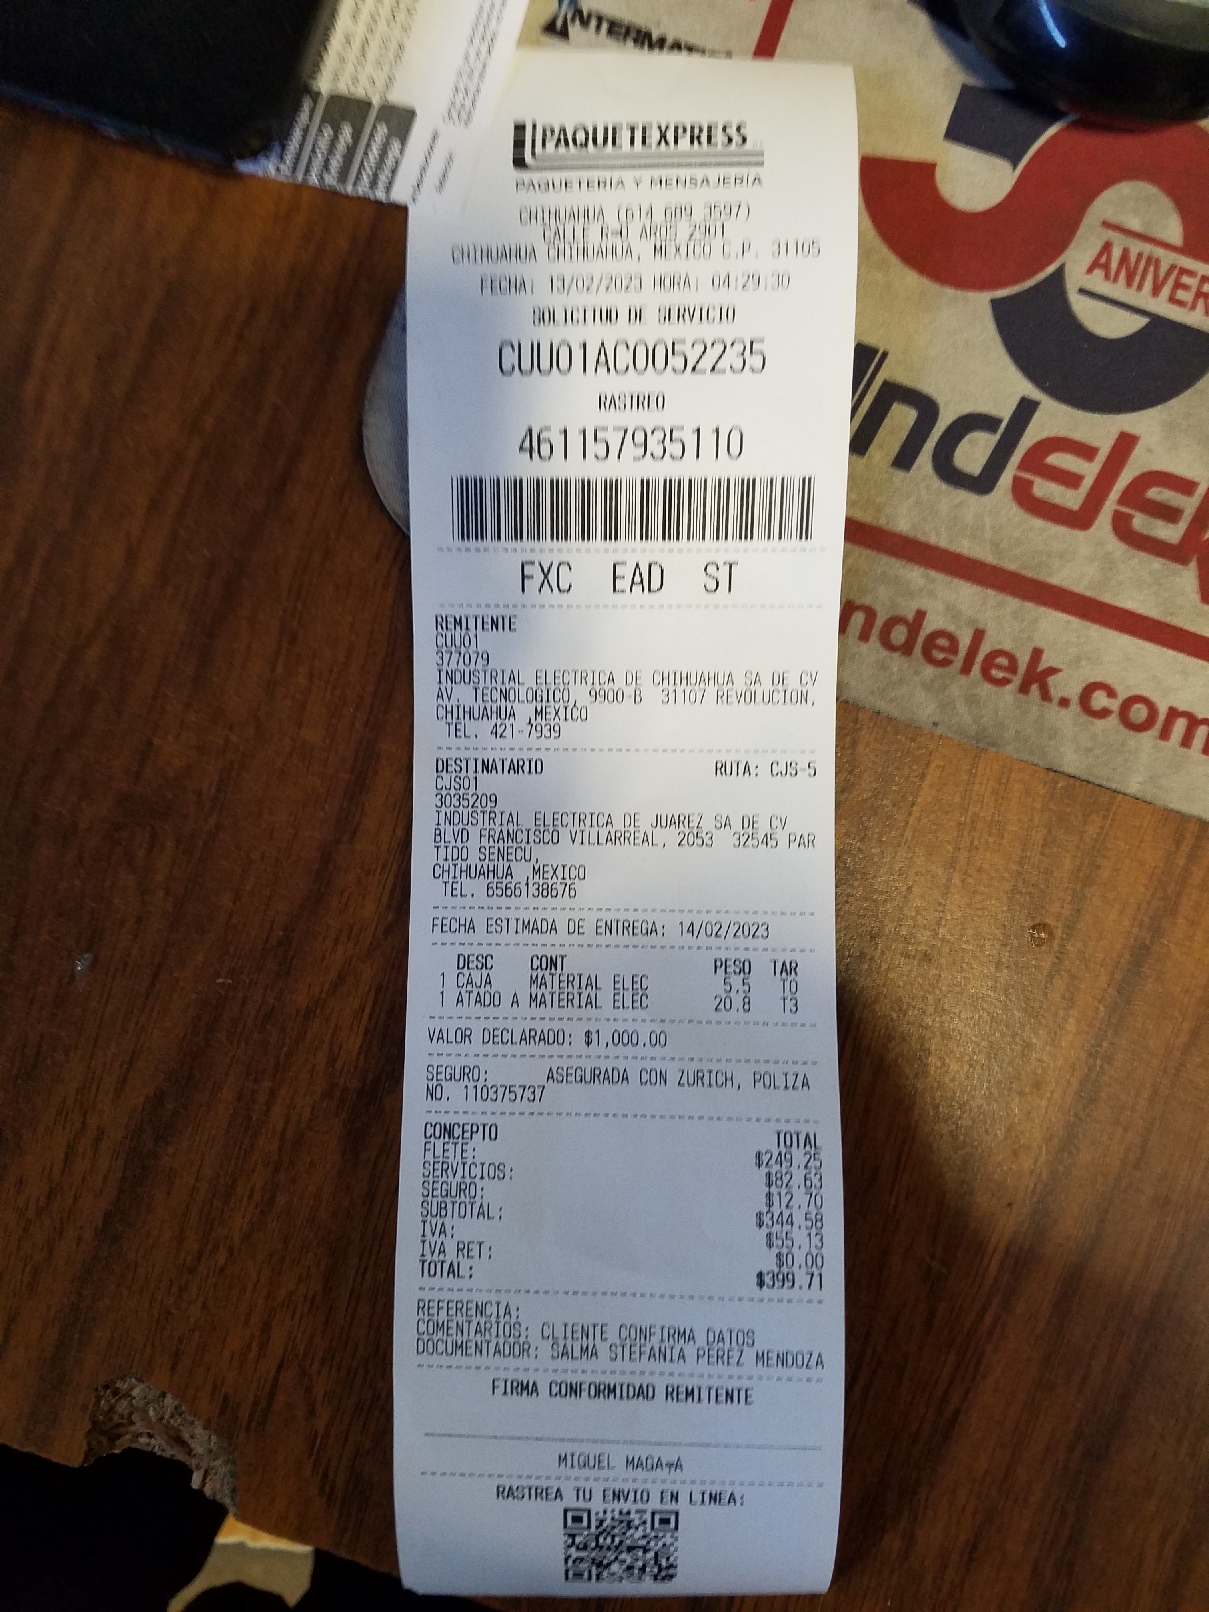 INTERMATIC
PAQUETEXPRESS
PAQUETERÍA Y MENSAJERÍA
CHIHUAHUA (614 689 3597)
CALLE R-O AROS 2901
CHIHUAHUA CHIHUAHUA, MEXICO C.P. 31105
FECHA: 13/02/2023 HORA: 04:29:30
SOLICITUD DE SERVICIO
CUU01AC0052235
RASTREO
461157935110
FXC EAD ST
REMITENTE
CUU01
377079
INDUSTRIAL ELECTRICA DE CHIHUAHUA SA DE CV
AV. TECNOLOGICO, 9900-B 31107 REVOLUCION,
CHIHUAHUA ,MEXICO
TEL. 421-7939
DESTINATARIO RUTA: CJS-5
CJS01
3035209
INDUSTRIAL ELECTRICA DE JUAREZ SA DE CV
BLVD FRANCISCO VILLARREAL, 2053 32545 PAR
TIDO SENECU,
CHIHUAHUA ,MEXICO
TEL. 6566138676
FECHA ESTIMADA DE ENTREGA: 14/02/2023
DESC CONT PESO TAR
1 CAJA MATERIAL ELEC 5.5 T0
1 ATADO A MATERIAL ELEC 20.8 T3
VALOR DECLARADO: $1,000.00
SEGURO: ASEGURADA CON ZURICH, POLIZA
NO. 110375737
CONCEPTO TOTAL
FLETE: $249.25
SERVICIOS: $82.63
SEGURO: $12.70
SUBTOTAL: $344.58
IVA: $55.13
IVA RET: $0.00
TOTAL: $399.71
REFERENCIA:
COMENTARIOS: CLIENTE CONFIRMA DATOS
DOCUMENTADOR: SALMA STEFANIA PEREZ MENDOZA
FIRMA CONFORMIDAD REMITENTE
MIGUEL MAGA┬A
RASTREA TU ENVIO EN LINEA:
ANIVER
Indelek
ndelek.com